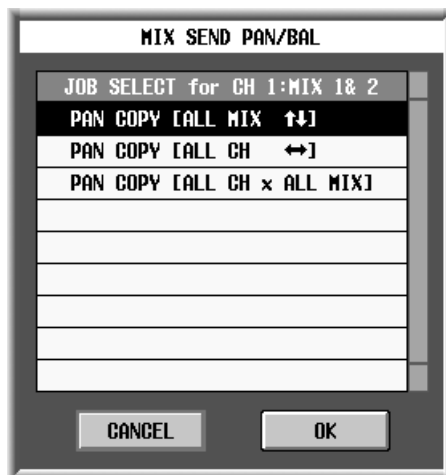 MIX SEND PAN/BAL
JOB SELECT for CH 1:MIX 1& 2
PAN COPY [ALL MIX ↑↓]
PAN COPY [ALL CH ↔]
PAN COPY [ALL CH x ALL MIX]
CANCEL OK